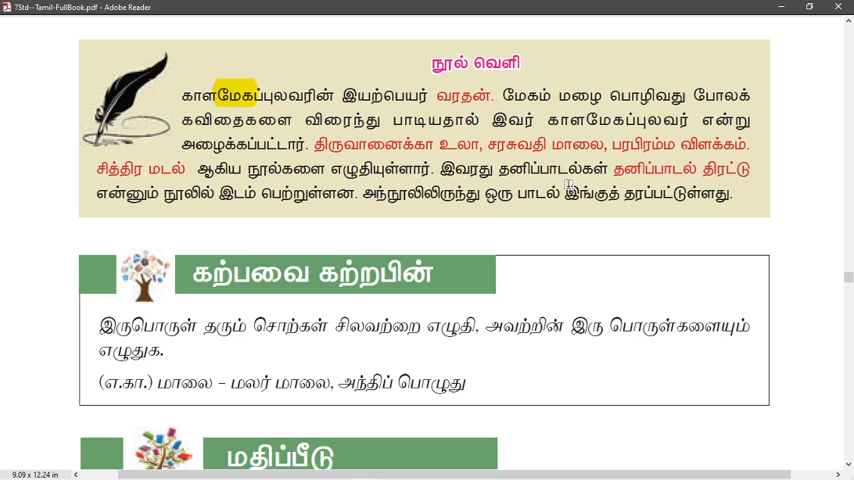 7Std--Tamil-FullBook.pdf - Adobe Reader
நூல் வெளி
காளமேகப்புலவரின் இயற்பெயர் வரதன். மேகம் மழை பொழிவது போலக்
கவிதைகளை விரைந்து பாடியதால் இவர் காளமேகப்புலவர் என்று
அழைக்கப்பட்டார். திருவானைக்கா உலா, சரசுவதி மாலை, பரபிரம்ம விளக்கம்.
சித்திர மடல் ஆகிய நூல்களை எழுதியுள்ளார். இவரது தனிப்பாடல்கள் தனிப்பாடல் திரட்டு
என்னும் நூலில் இடம் பெற்றுள்ளன. அந்நூலிலிருந்து ஒரு பாடல் இங்குத் தரப்பட்டுள்ளது.
கற்பவை கற்றபின்
இருபொருள் தரும் சொற்கள் சிலவற்றை எழுதி, அவற்றின் இரு பொருள்களையும்
எழுதுக.
(எ.கா.) மாலை – மலர் மாலை, அந்திப் பொழுது
மதிப்பீடு
9.09 x 12.24 in